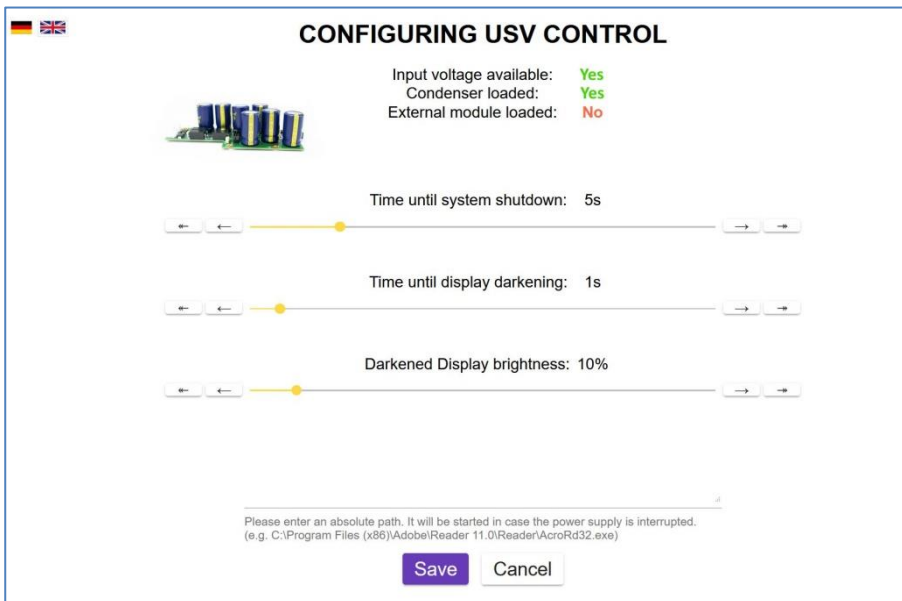 CONFIGURING USV CONTROL
Input voltage available: Yes
Condenser loaded: Yes
External module loaded: No
Time until system shutdown: 5s
↞ ← → ↠
Time until display darkening: 1s
↞ ← → ↠
Darkened Display brightness: 10%
↞ ← → ↠
Please enter an absolute path. It will be started in case the power supply is interrupted.
(e.g. C:\Program Files (x86)\Adobe\Reader 11.0\Reader\AcroRd32.exe)
Save Cancel